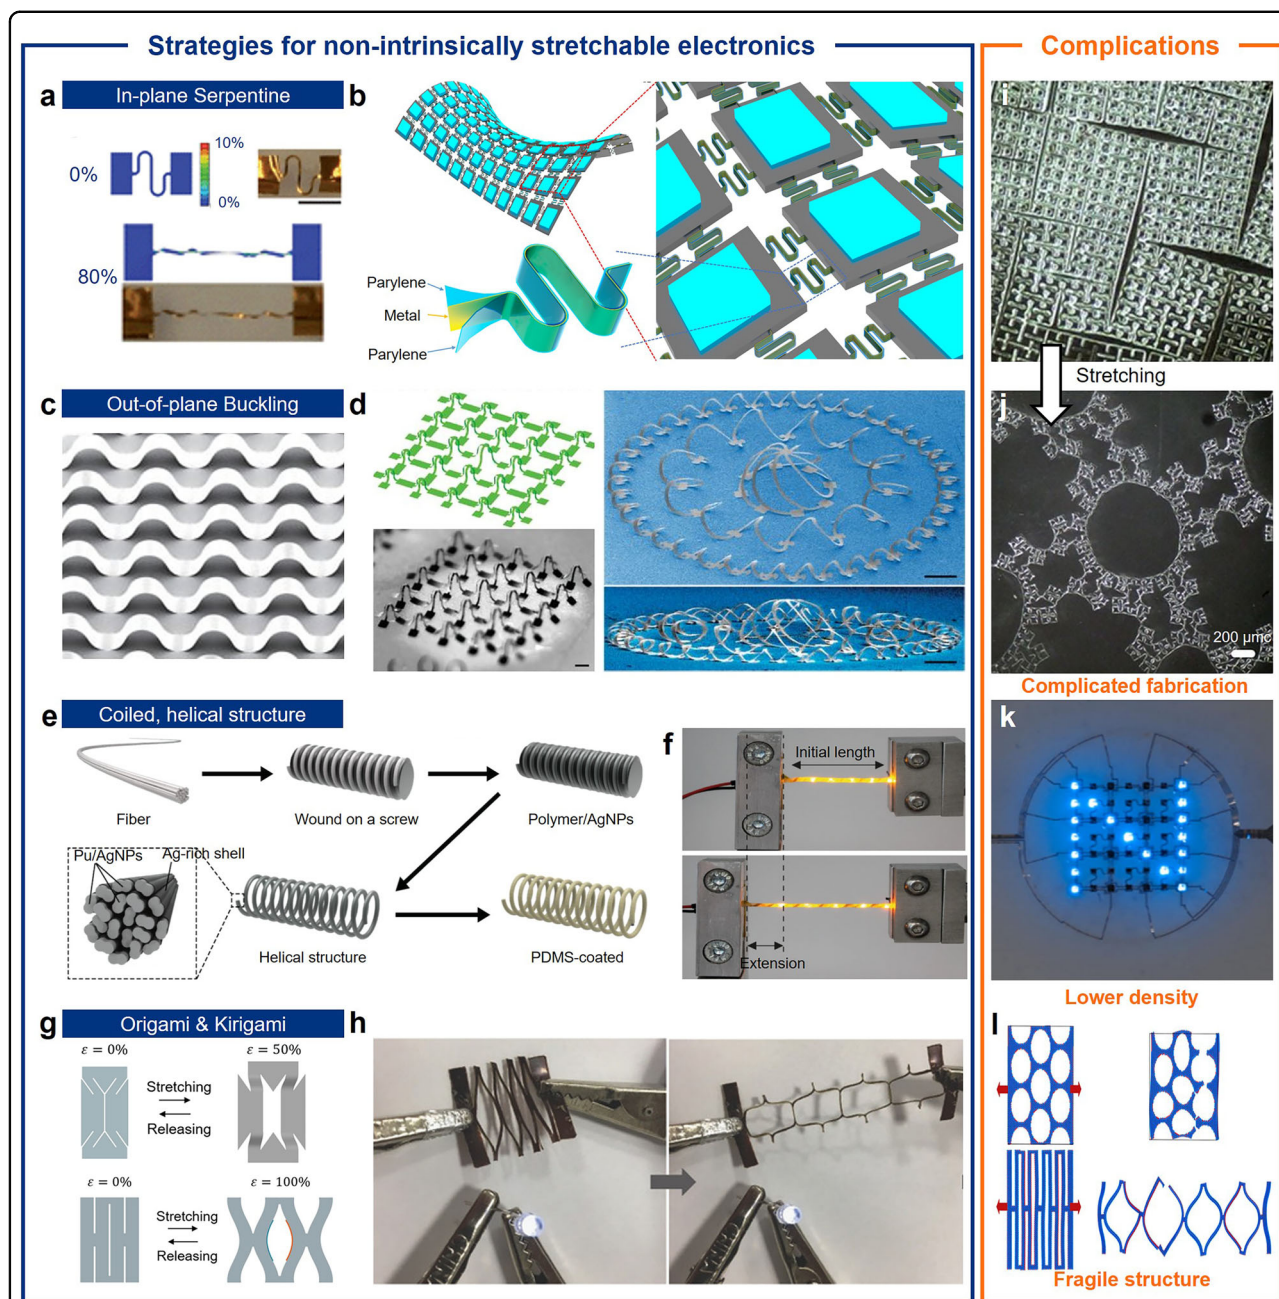 Strategies for non-intrinsically stretchable electronics
a
In-plane Serpentine
0%
10%
0%
80%
b
Parylene
Metal
Parylene
c
Out-of-plane Buckling
d
e
Coiled, helical structure
Fiber
Wound on a screw
Polymer/AgNPs
Pu/AgNPs
Ag-rich shell
Helical structure
PDMS-coated
f
Initial length
Extension
g
Origami & Kirigami
ε = 0%
ε = 50%
Stretching
Releasing
ε = 0%
ε = 100%
Stretching
Releasing
h
Complications
i
Stretching
j
200 μmc
Complicated fabrication
k
Lower density
l
Fragile structure